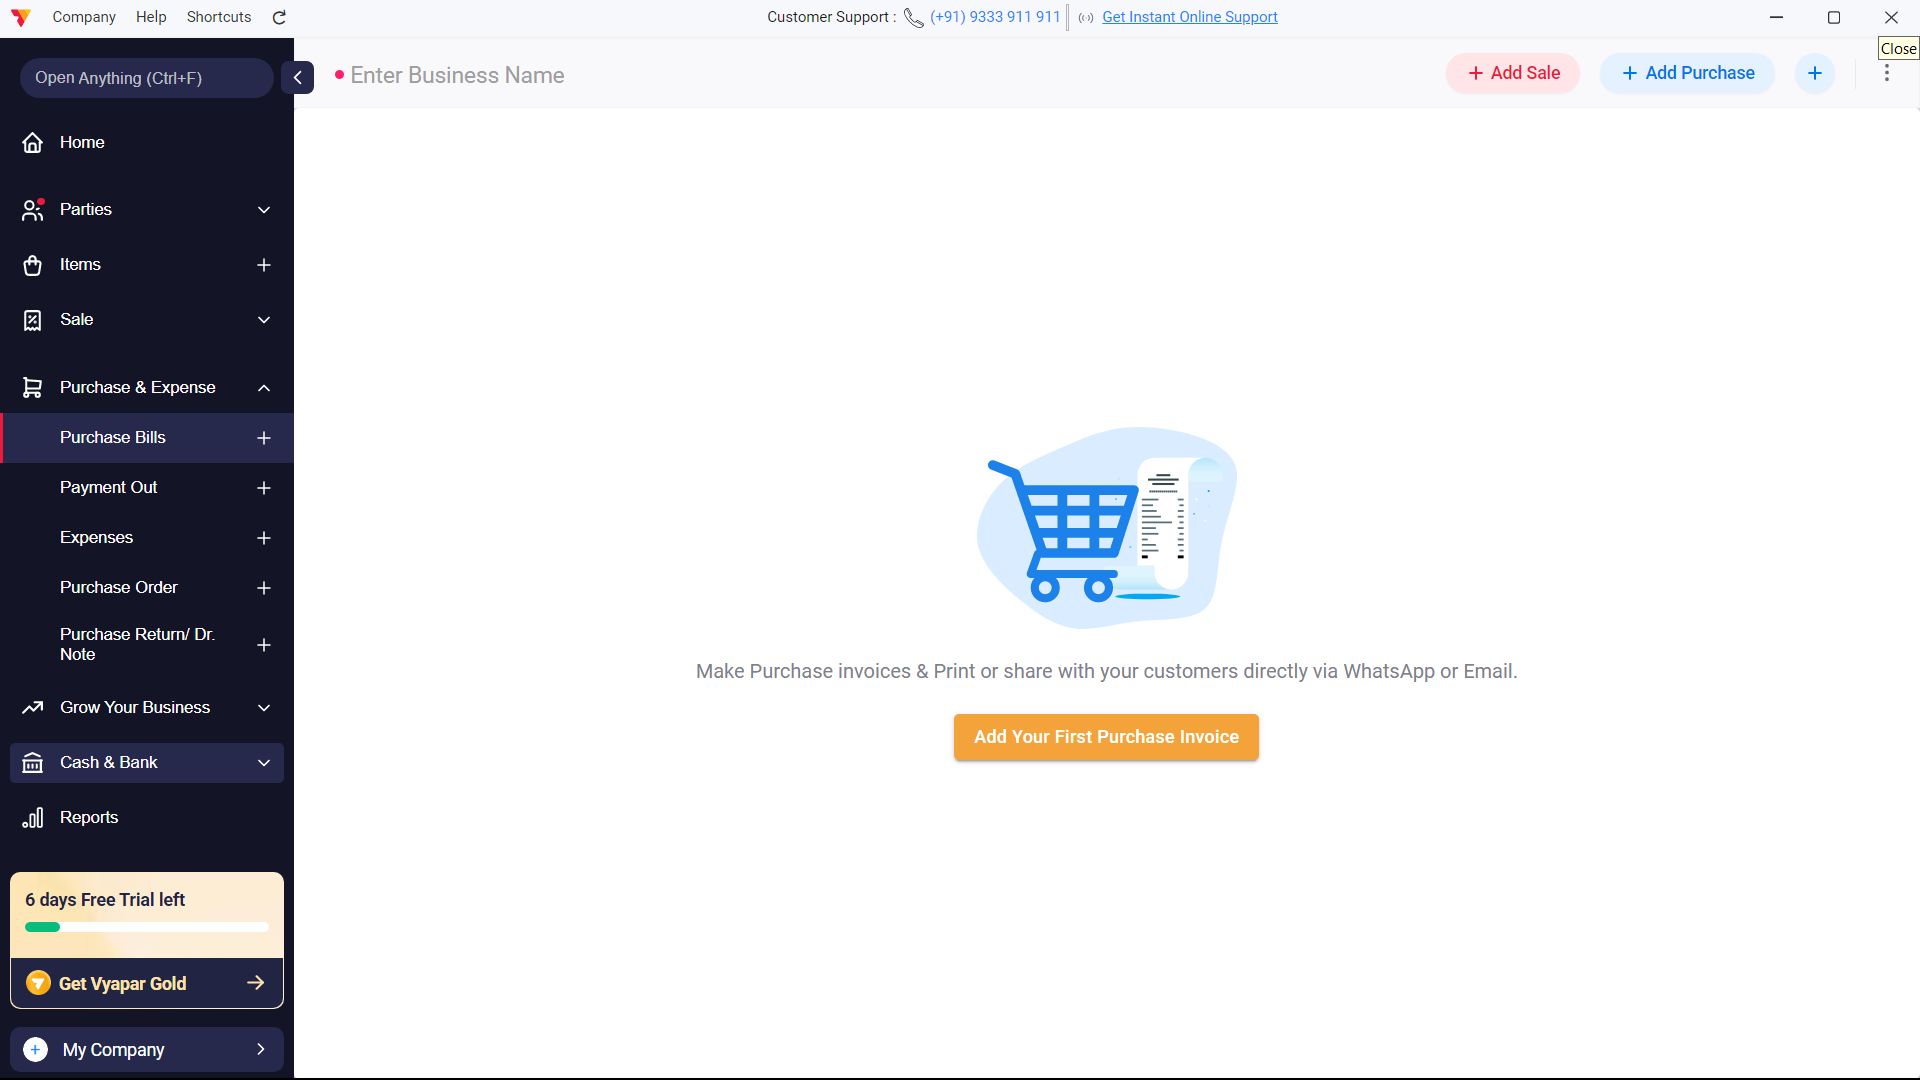 Company Help Shortcuts
Customer Support : (+91) 9333 911 911 Get Instant Online Support
Close
Open Anything (Ctrl+F)
Enter Business Name
Add Sale
Add Purchase
Home
Parties
Items
Sale
Purchase & Expense
Purchase Bills
Payment Out
Expenses
Purchase Order
Purchase Return/ Dr.
Note
Grow Your Business
Cash & Bank
Reports
6 days Free Trial left
Get Vyapar Gold
My Company
Make Purchase invoices & Print or share with your customers directly via WhatsApp or Email.
Add Your First Purchase Invoice